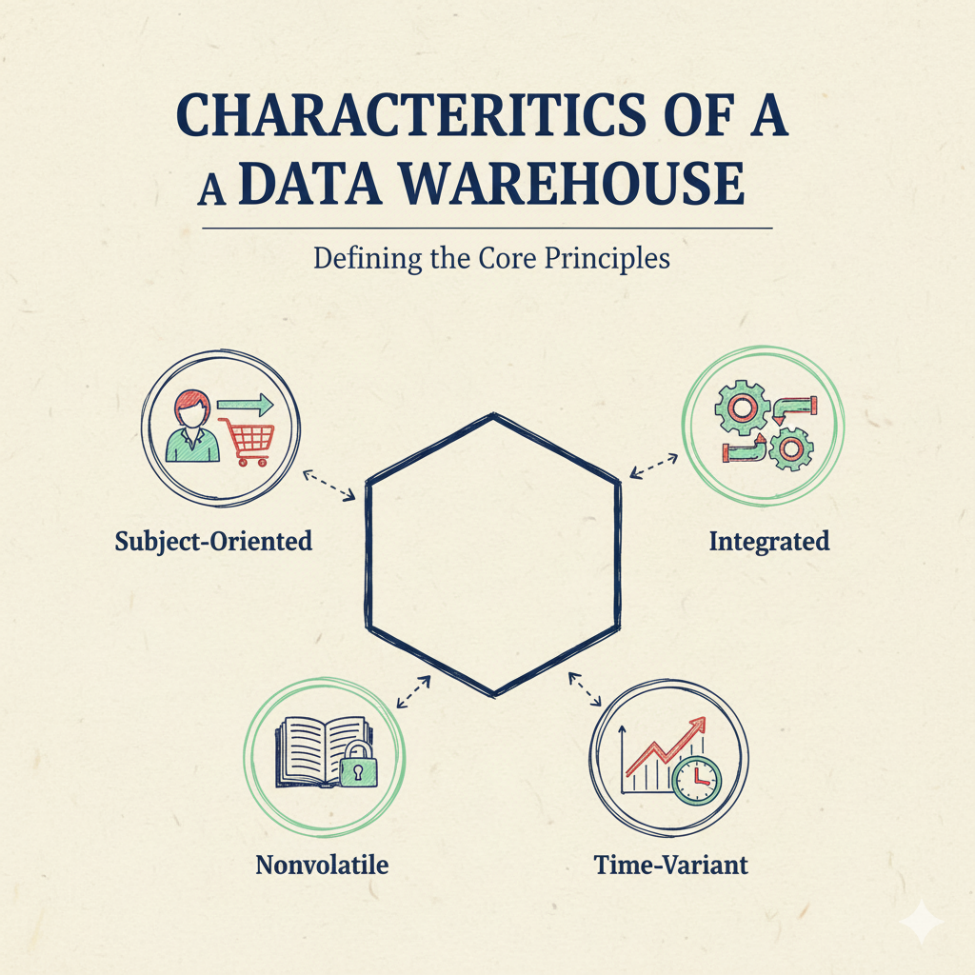 CHARACTERITICS OF A
A DATA WAREHOUSE
Defining the Core Principles
Subject-Oriented
Integrated
Nonvolatile
Time-Variant